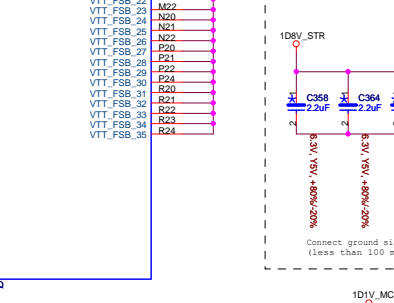 VTT_FSB_22
VTT_FSB_23 M22
VTT_FSB_24 N20
VTT_FSB_25 N21
VTT_FSB_26 N22
VTT_FSB_27 P20
VTT_FSB_28 P21
VTT_FSB_29 P22
VTT_FSB_30 P24
VTT_FSB_31 R20
VTT_FSB_32 R21
VTT_FSB_33 R22
VTT_FSB_34 R23
VTT_FSB_35 R24
1D8V_STR
1
C358
2.2uF
2
6.3V, Y5V, +80%/-20%
1
C364
2.2uF
2
6.3V, Y5V, +80%/-20%
Connect ground si
(less than 100 m
1D1V_MC